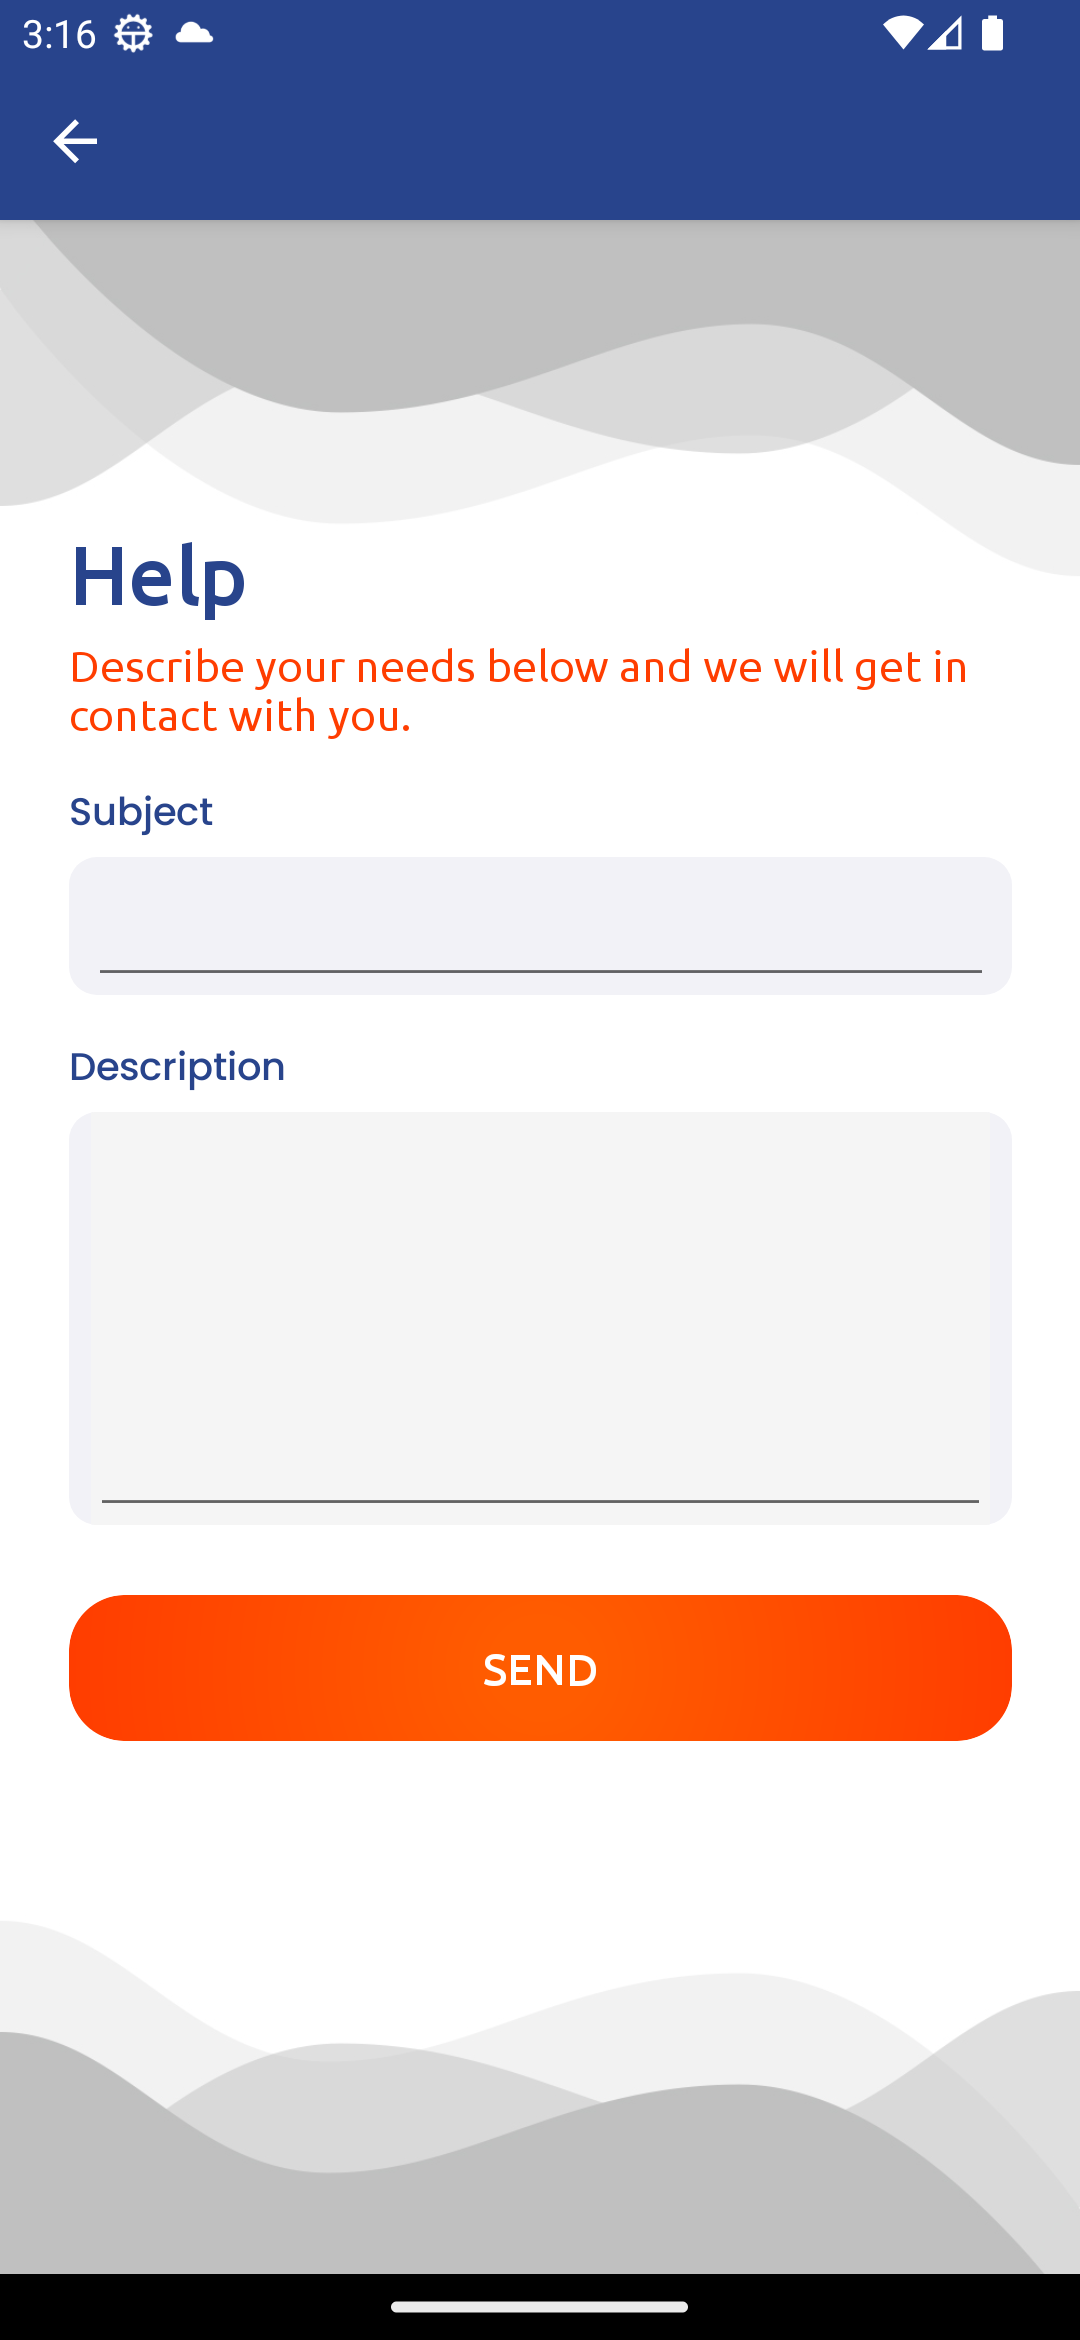 3:16
Help
Describe your needs below and we will get in
contact with you.
Subject
Description
SEND